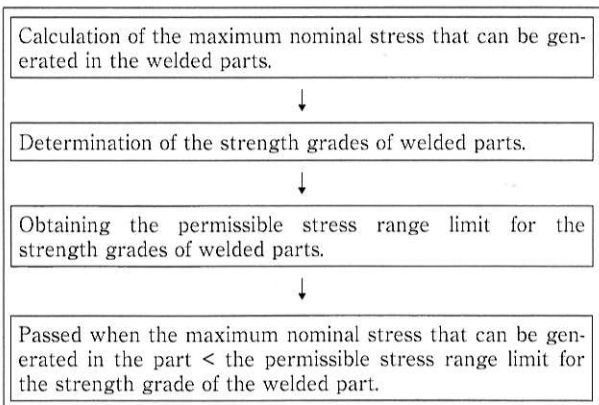 Calculation of the maximum nominal stress that can be gen-
erated in the welded parts.
↓
Determination of the strength grades of welded parts.
↓
Obtaining the permissible stress range limit for the
strength grades of welded parts.
↓
Passed when the maximum nominal stress that can be gen-
erated in the part < the permissible stress range limit for
the strength grade of the welded part.